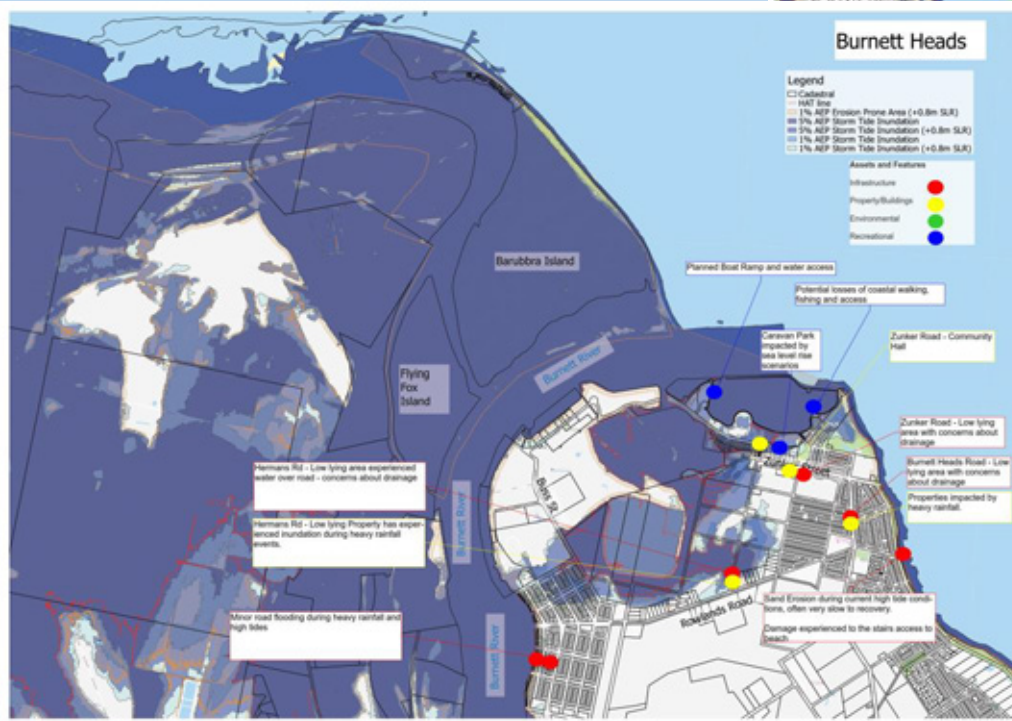 Burnett Heads
Legend
Cadastral
HAT line
1% AEP Erosion Prone Area (+0.8m SLR)
5% AEP Storm Tide Inundation
5% AEP Storm Tide Inundation (+0.8m SLR)
1% AEP Storm Tide Inundation
1% AEP Storm Tide Inundation (+0.8m SLR)
Assets and Features
Infrastructure
Property/Buildings
Environmental
Recreational
Barubbra Island
Planned Boat Ramp and water access
Potential losses of coastal walking,
fishing and access
Caravan Park
impacted by
sea level rise
scenarios
Zunker Road - Community
Hall
Burnett River
Flying
Fox
Island
Zunker Road - Low lying
area with concerns about
drainage
Burnett Heads Road - Low
lying area with concerns
about drainage
Properties impacted by
heavy rainfall.
Hermans Rd - Low lying area experienced
water over road - concerns about drainage
Buss St
Burnett River
Hermans Rd - Low lying Property has exper-
ienced inundation during heavy rainfall
events.
Sand Erosion during current high tide condi-
tions, often very slow to recovery.
Damage experienced to the stairs access to
beach
Rowlands Road
Minor road flooding during heavy rainfall and
high tides
Burnett River